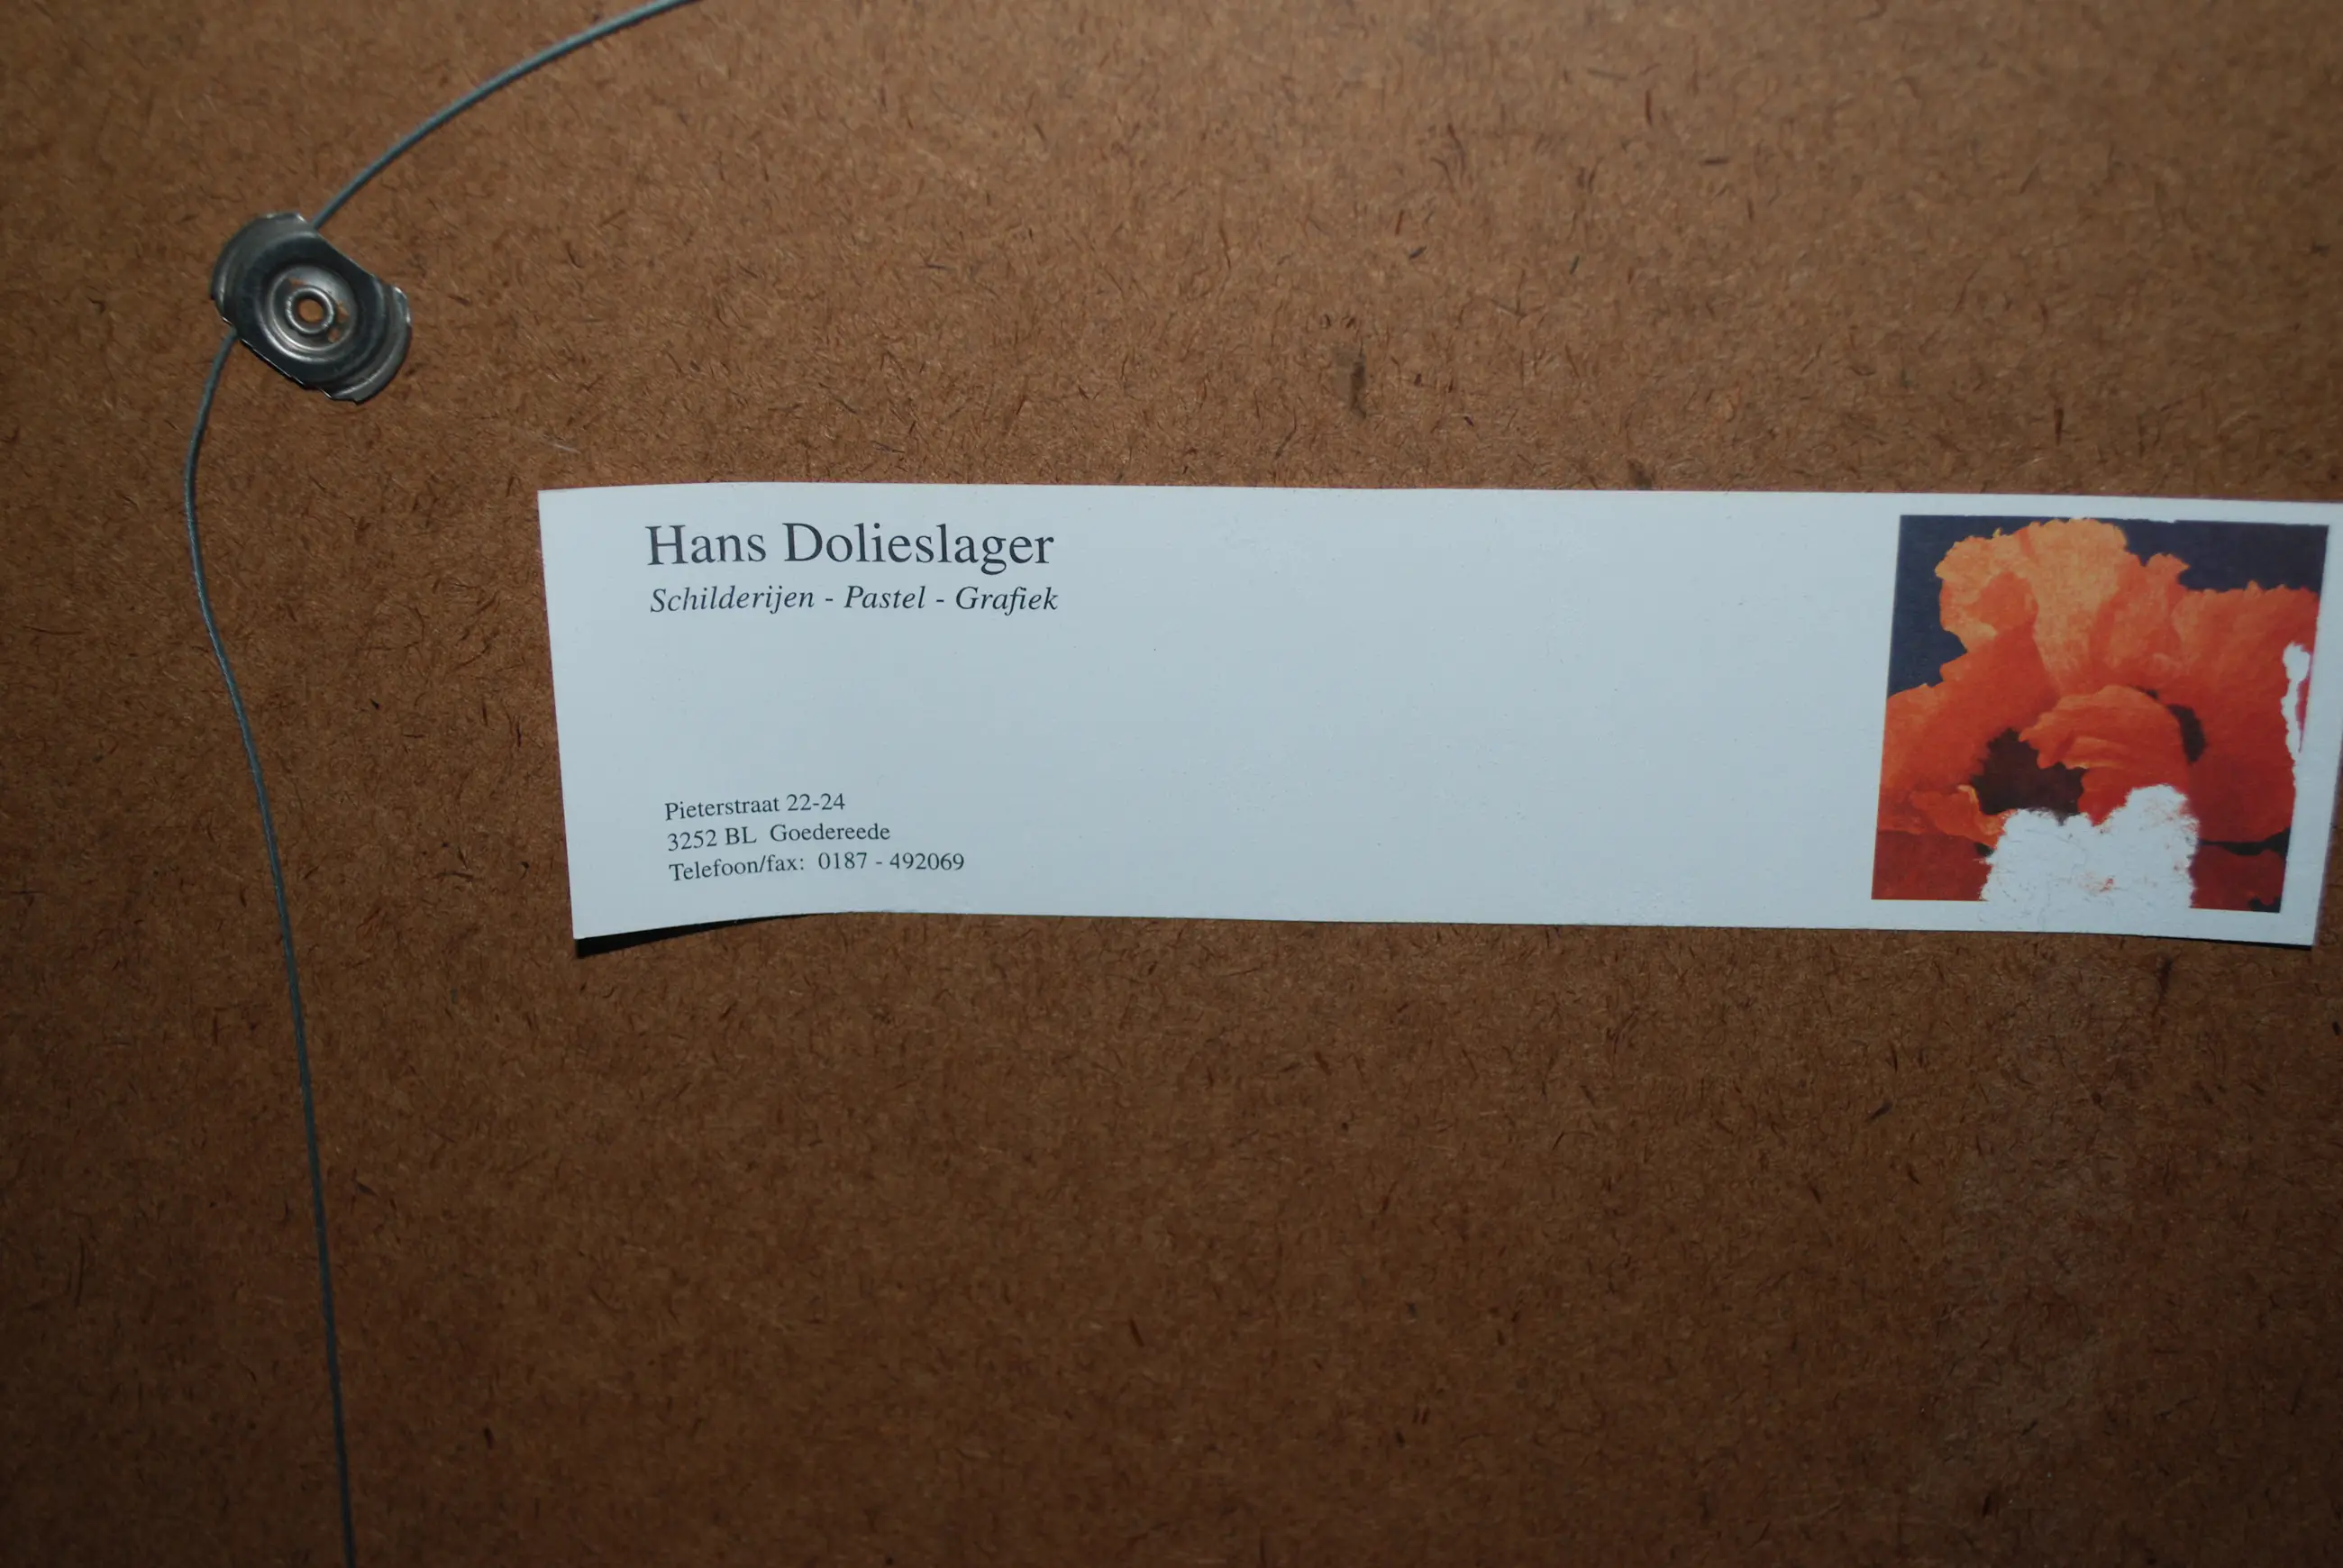 Hans Dolieslager
Schilderijen - Pastel - Grafiek
Pieterstraat 22-24
3252 BL Goedereede
Telefoon/fax: 0187 - 492069